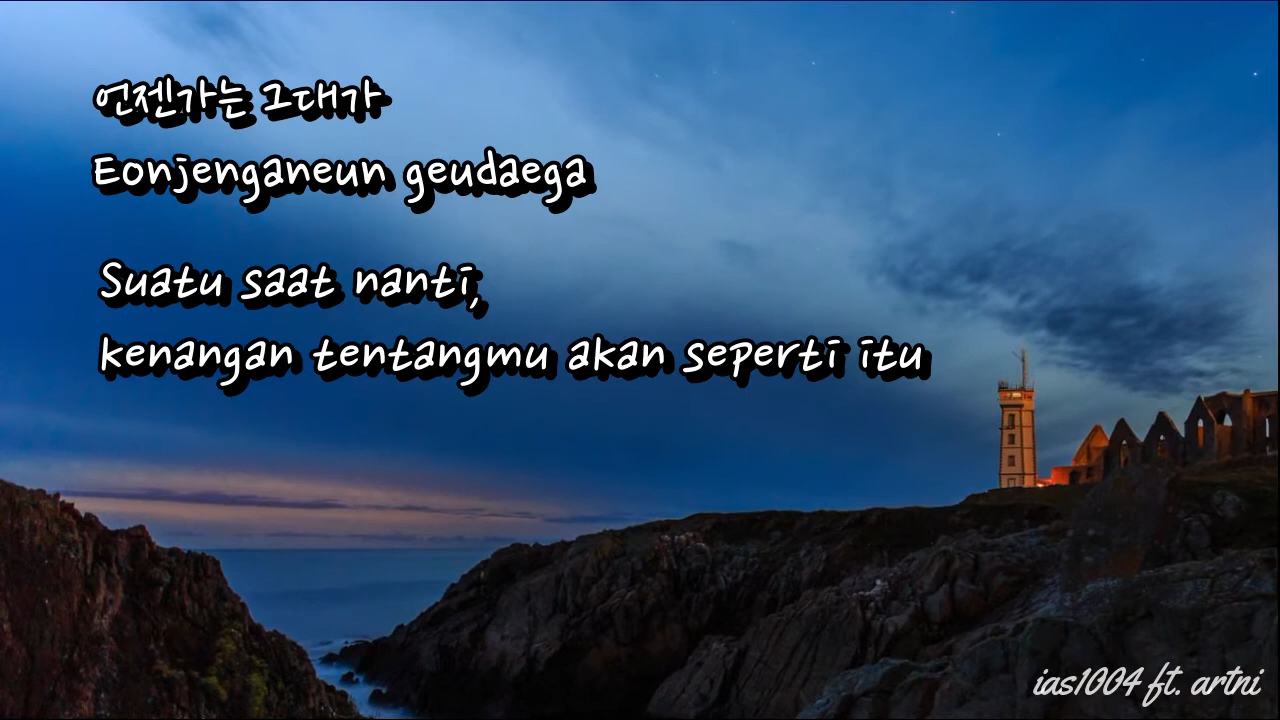 언젠가는 그대가
Eonjenganeun geudaega
Suatu saat nanti,
kenangan tentangmu akan seperti itu
ias1004 ft. artni